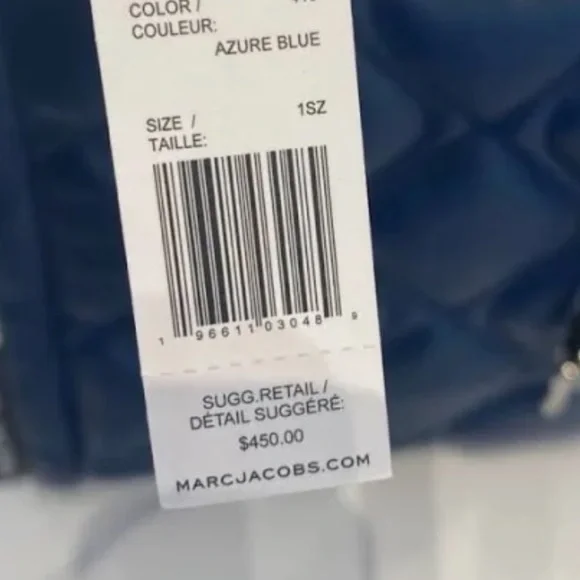 COLOR /
COULEUR:
AZURE BLUE
SIZE / 1SZ
TAILLE:
1 96611 03048 9
SUGG.RETAIL /
DÉTAIL SUGGÉRÉ:
$450.00
MARCJACOBS.COM